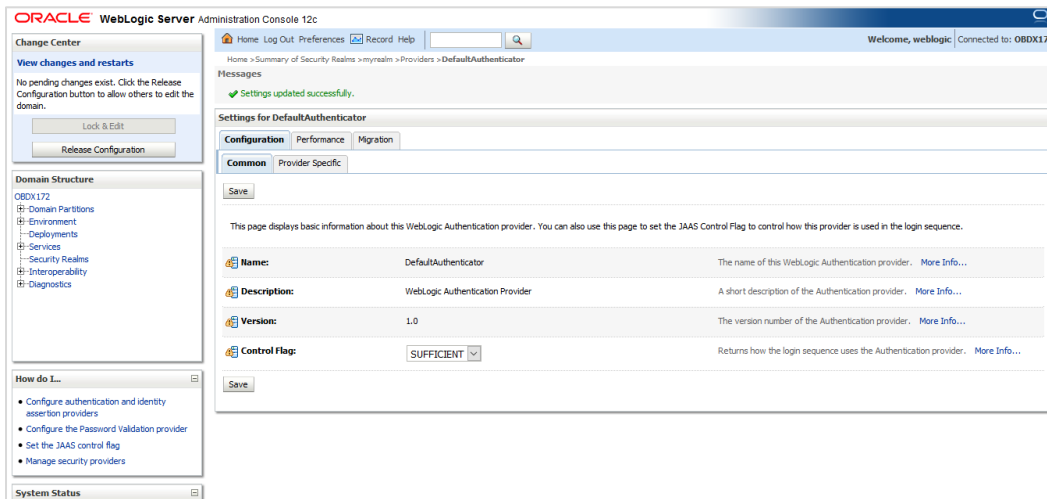 ORACLE WebLogic Server Administration Console 12c
Change Center
View changes and restarts
No pending changes exist. Click the Release
Configuration button to allow others to edit the
domain.
Lock & Edit
Release Configuration
Domain Structure
OBDX172
Domain Partitions
Environment
Deployments
Services
Security Realms
Interoperability
Diagnostics
How do I...
Configure authentication and identity
assertion providers
Configure the Password Validation provider
Set the JAAS control flag
Manage security providers
System Status
Home Log Out Preferences Record Help
Welcome, weblogic Connected to: OBDX17
Home >Summary of Security Realms >myrealm >Providers >DefaultAuthenticator
Messages
Settings updated successfully.
Settings for DefaultAuthenticator
Configuration Performance Migration
Common Provider Specific
Save
This page displays basic information about this WebLogic Authentication provider. You can also use this page to set the JAAS Control Flag to control how this provider is used in the login sequence.
Name: DefaultAuthenticator The name of this WebLogic Authentication provider. More Info...
Description: WebLogic Authentication Provider A short description of the Authentication provider. More Info...
Version: 1.0 The version number of the Authentication provider. More Info...
Control Flag: SUFFICIENT Returns how the login sequence uses the Authentication provider. More Info...
Save